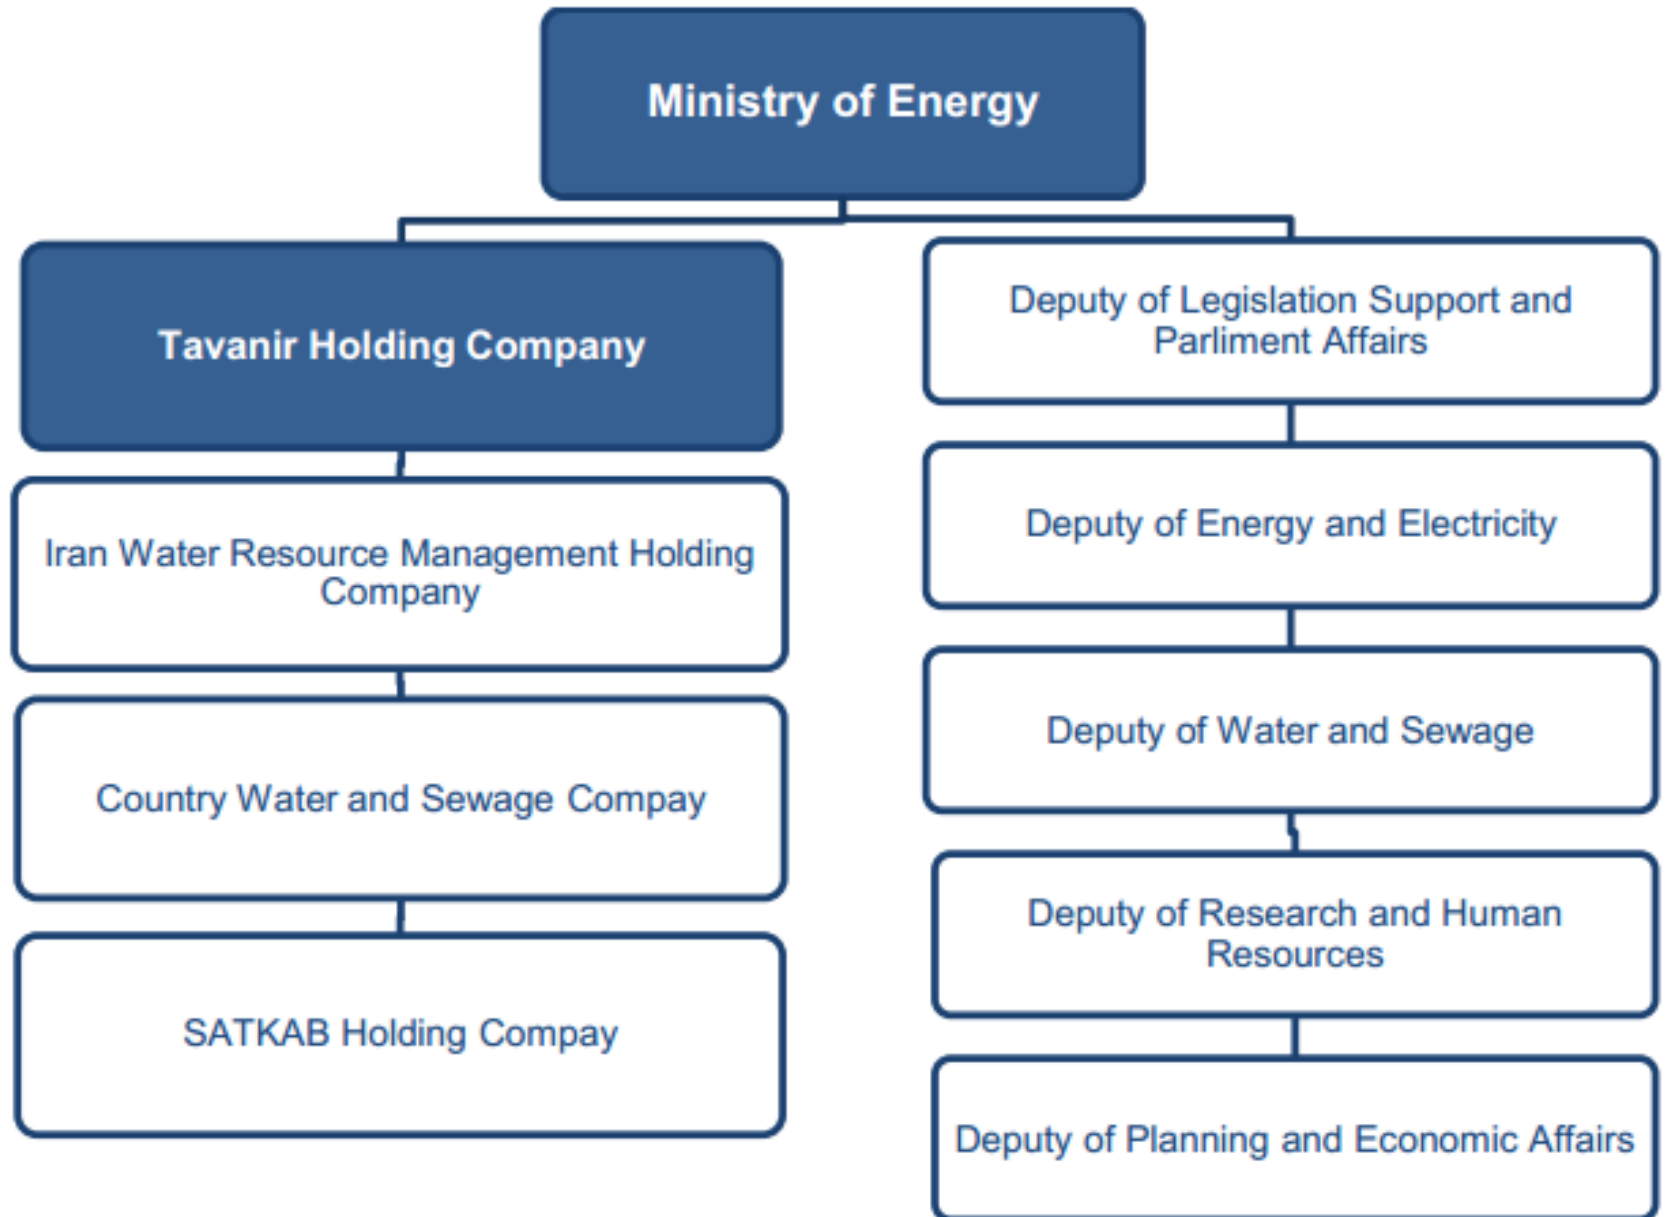 Ministry of Energy
Tavanir Holding Company
Iran Water Resource Management Holding
Company
Country Water and Sewage Compay
SATKAB Holding Compay
Deputy of Legislation Support and
Parliment Affairs
Deputy of Energy and Electricity
Deputy of Water and Sewage
Deputy of Research and Human
Resources
Deputy of Planning and Economic Affairs